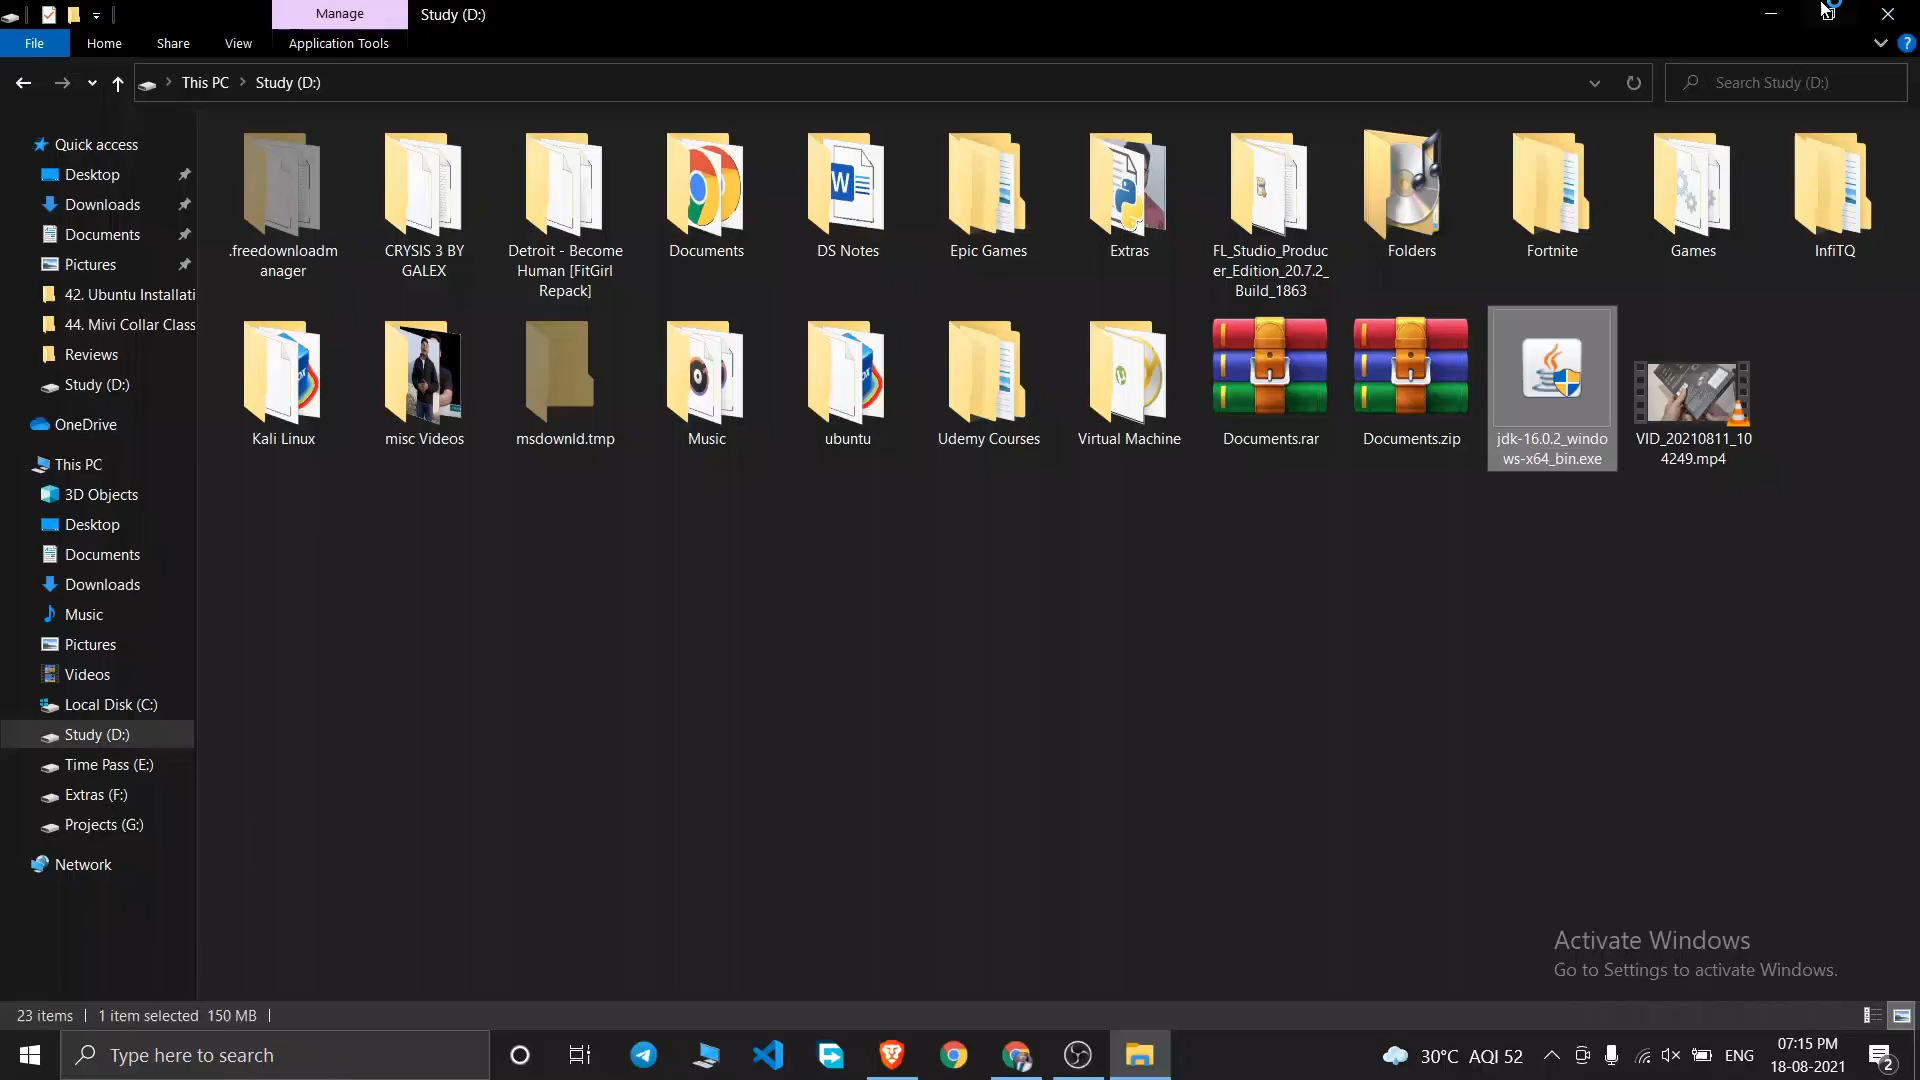 Manage
Study (D:)
File
Home
Share
View
Application Tools
?
This PC
Study (D:)
Search Study (D:)
Quick access
Desktop
Downloads
Documents
Pictures
42. Ubuntu Installati
44. Mivi Collar Class
Reviews
Study (D:)
OneDrive
This PC
3D Objects
Desktop
Documents
Downloads
Music
Pictures
Videos
Local Disk (C:)
Study (D:)
Time Pass (E:)
Extras (F:)
Projects (G:)
Network
.freedownloadm
anager
CRYSIS 3 BY
GALEX
Detroit - Become
Human [FitGirl
Repack]
Documents
W
DS Notes
Epic Games
Extras
FL_Studio_Produc
er_Edition_20.7.2_
Build_1863
Folders
Fortnite
Games
InfiTQ
Kali Linux
misc Videos
msdownld.tmp
Music
ubuntu
Udemy Courses
Virtual Machine
Documents.rar
Documents.zip
jdk-16.0.2_windo
ws-x64_bin.exe
VID_20210811_10
4249.mp4
Activate Windows
Go to Settings to activate Windows.
23 items
1 item selected 150 MB
Type here to search
30°C AQI 52
ENG
07:15 PM
18-08-2021
2